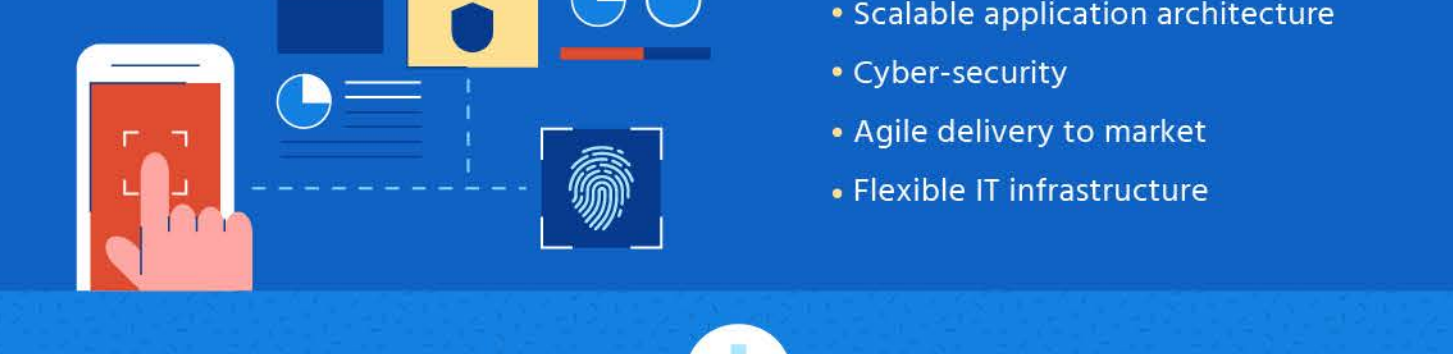 • Scalable application architecture
• Cyber-security
• Agile delivery to market
• Flexible IT infrastructure